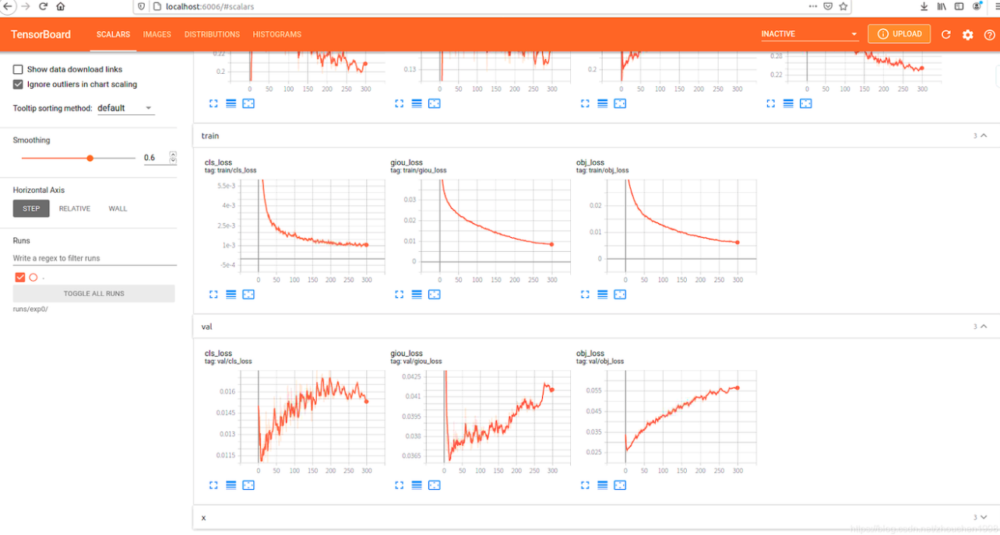 localhost:6006/#scalars
TensorBoard SCALARS IMAGES DISTRIBUTIONS HISTOGRAMS INACTIVE UPLOAD
Show data download links
Ignore outliers in chart scaling
Tooltip sorting method: default
Smoothing
0.6
Horizontal Axis
STEP RELATIVE WALL
Runs
Write a regex to filter runs
.
TOGGLE ALL RUNS
runs/exp0/
0.22
0.2
0 50 100 150 200 250 300
0.13
0 50 100 150 200 250 300
0.2
0 50 100 150 200 250 300
0.28
0.22
0 50 100 150 200 250 300
train 3
cls_loss
tag: train/cls_loss
5.5e-3
4e-3
2.5e-3
1e-3
-5e-4
0 50 100 150 200 250 300
giou_loss
tag: train/giou_loss
0.03
0.02
0.01
0
0 50 100 150 200 250 300
obj_loss
tag: train/obj_loss
0.02
0.01
0
0 50 100 150 200 250 300
val 3
cls_loss
tag: val/cls_loss
0.016
0.0145
0.013
0.0115
0 50 100 150 200 250 300
giou_loss
tag: val/giou_loss
0.0425
0.041
0.0395
0.038
0.0365
0 50 100 150 200 250 300
obj_loss
tag: val/obj_loss
0.055
0.045
0.035
0.025
0 50 100 150 200 250 300
x 3